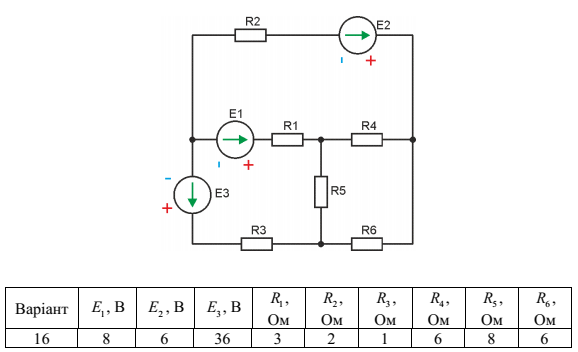 R2
E2
- +
E1
R1 R4
- +
-
E3
+
R5
R3 R6
Варіант E₁, В E₂, В E₃, В R₁, Ом R₂, Ом R₃, Ом R₄, Ом R₅, Ом R₆, Ом
16 8 6 36 3 2 1 6 8 6